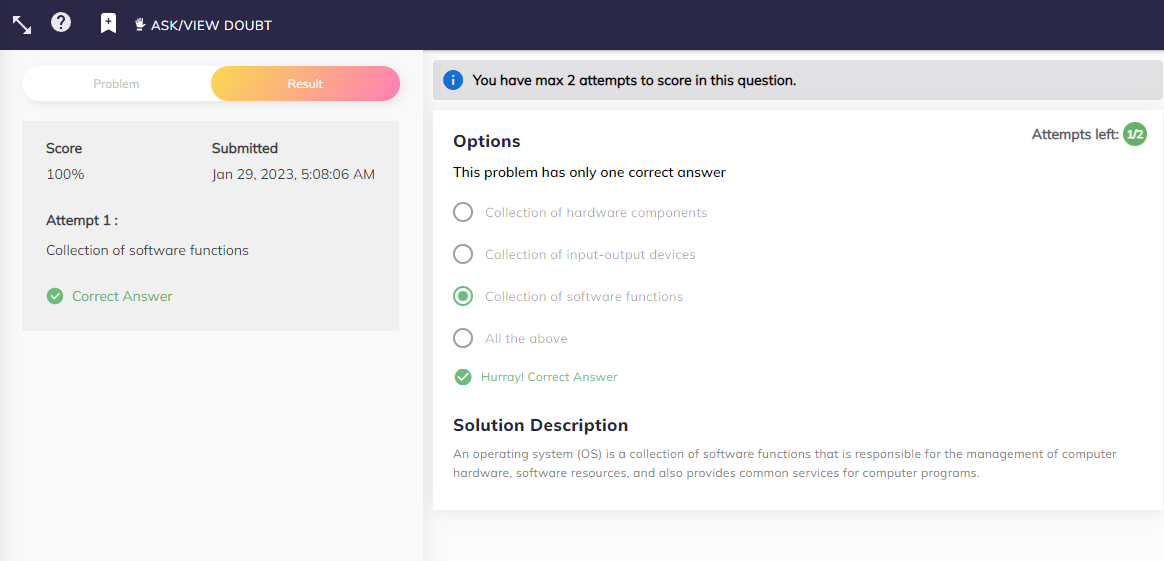 ASK/VIEW DOUBT
Problem
Result
Score
Submitted
100%
Jan 29, 2023, 5:08:06 AM
Attempt 1 :
Collection of software functions
Correct Answer
You have max 2 attempts to score in this question.
Options
Attempts left: 1/2
This problem has only one correct answer
Collection of hardware components
Collection of input-output devices
Collection of software functions
All the above
Hurray! Correct Answer
Solution Description
An operating system (OS) is a collection of software functions that is responsible for the management of computer
hardware, software resources, and also provides common services for computer programs.